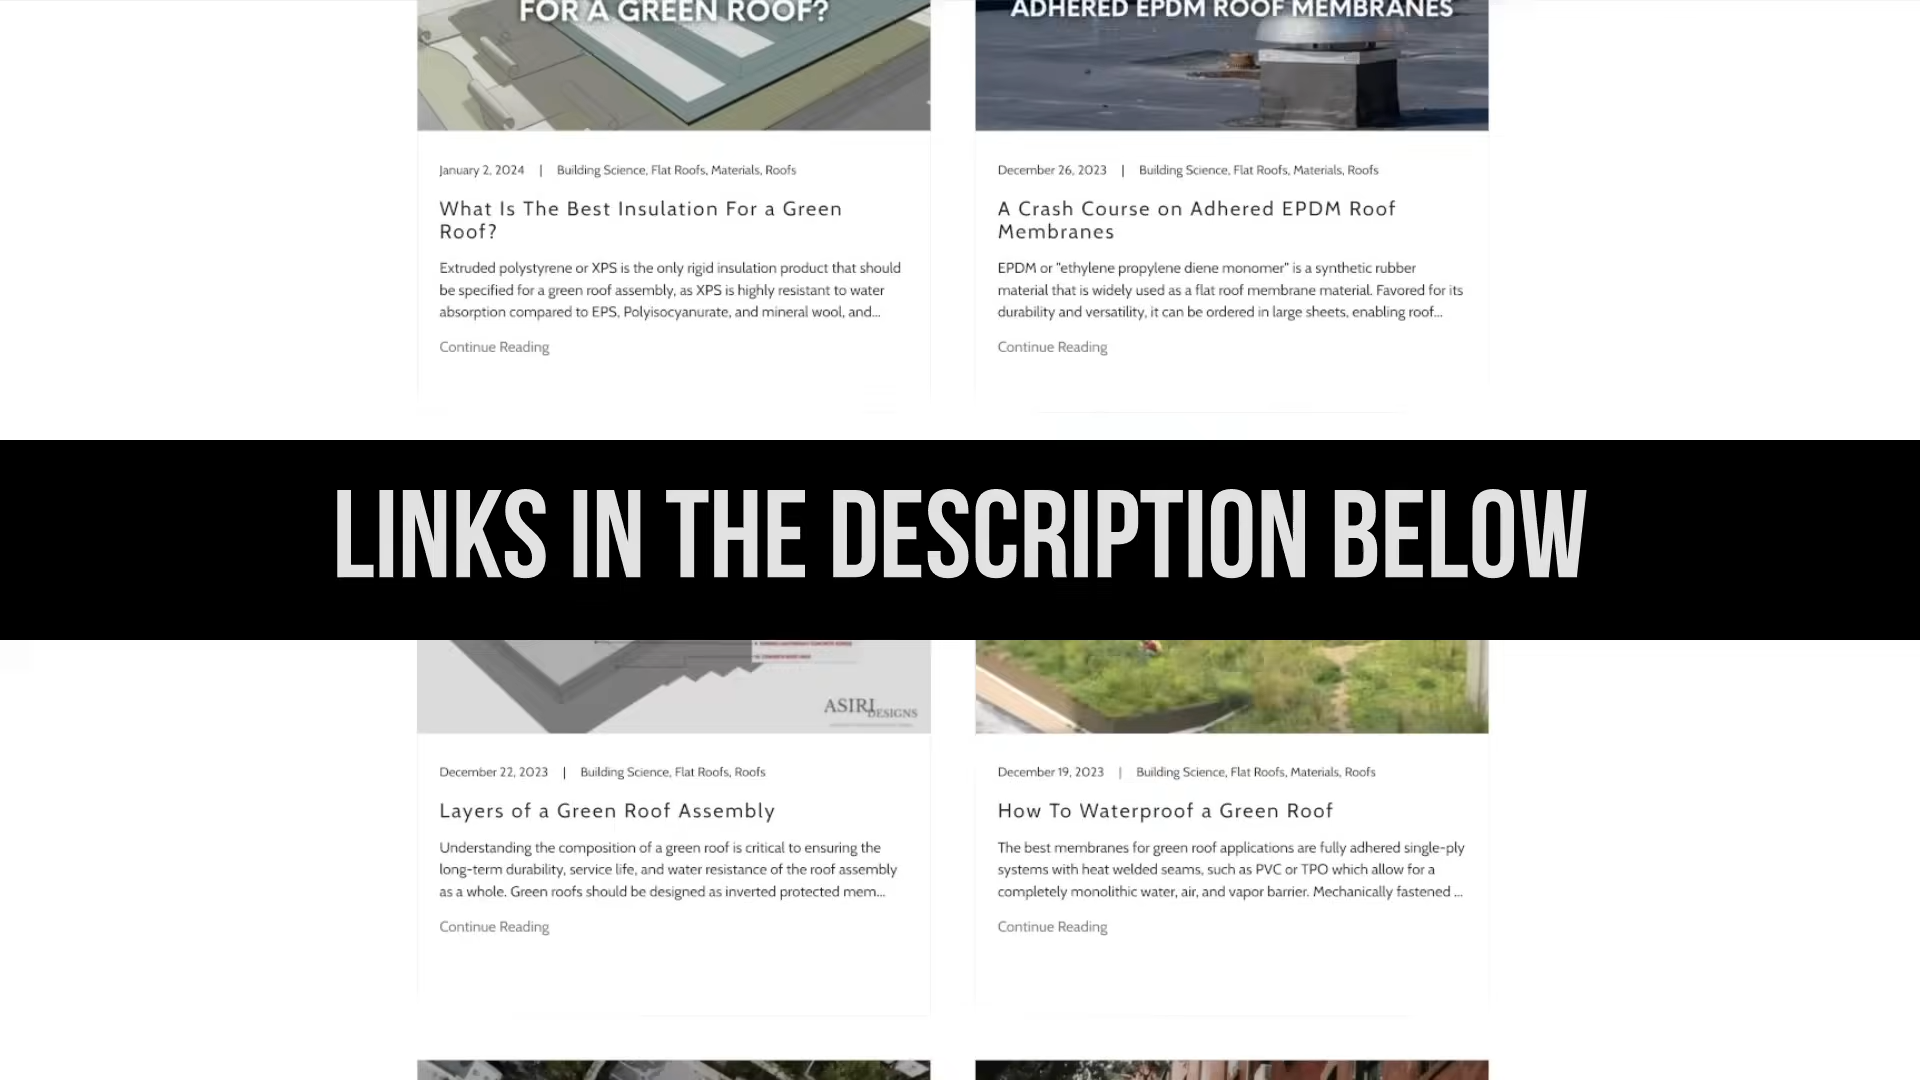 FOR A GREEN ROOF?
ADHERED EPDM ROOF MEMBRANES
January 2, 2024 | Building Science, Flat Roofs, Materials, Roofs
What Is The Best Insulation For a Green
Roof?
Extruded polystyrene or XPS is the only rigid insulation product that should
be specified for a green roof assembly, as XPS is highly resistant to water
absorption compared to EPS, Polyisocyanurate, and mineral wool, and...
Continue Reading
December 26, 2023 | Building Science, Flat Roofs, Materials, Roofs
A Crash Course on Adhered EPDM Roof
Membranes
EPDM or "ethylene propylene diene monomer" is a synthetic rubber
material that is widely used as a flat roof membrane material. Favored for its
durability and versatility, it can be ordered in large sheets, enabling roof...
Continue Reading
LINKS IN THE DESCRIPTION BELOW
ASIRI DESIGNS
December 22, 2023 | Building Science, Flat Roofs, Roofs
Layers of a Green Roof Assembly
Understanding the composition of a green roof is critical to ensuring the
long-term durability, service life, and water resistance of the roof assembly
as a whole. Green roofs should be designed as inverted protected mem...
Continue Reading
December 19, 2023 | Building Science, Flat Roofs, Materials, Roofs
How To Waterproof a Green Roof
The best membranes for green roof applications are fully adhered single-ply
systems with heat welded seams, such as PVC or TPO which allow for a
completely monolithic water, air, and vapor barrier. Mechanically fastened ...
Continue Reading